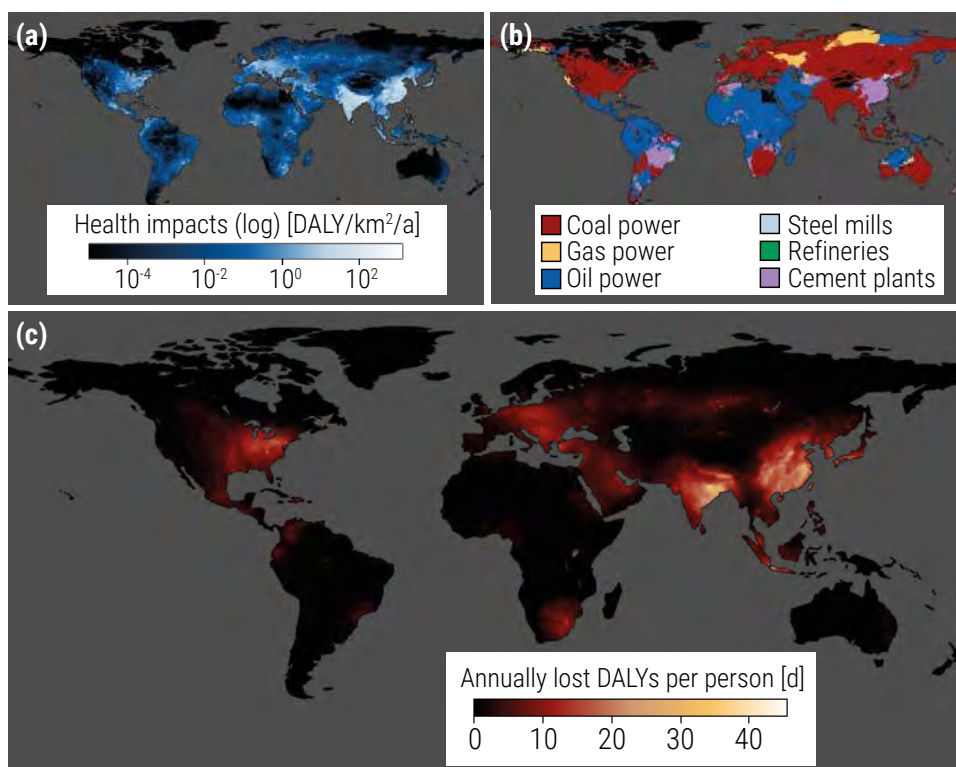 (a)
Health impacts (log) [DALY/km²/a]
10⁻⁴ 10⁻² 10⁰ 10²
(b)
Coal power Steel mills
Gas power Refineries
Oil power Cement plants
(c)
Annually lost DALYs per person [d]
0 10 20 30 40